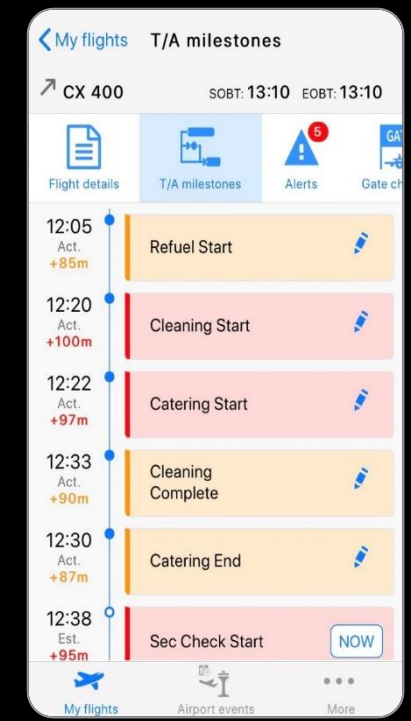 My flights T/A milestones
CX 400 SOBT: 13:10 EOBT: 13:10
5
GA
Flight details T/A milestones Alerts Gate ch
12:05
Act.
+85m
Refuel Start
12:20
Act.
+100m
Cleaning Start
12:22
Act.
+97m
Catering Start
12:33
Act.
+90m
Cleaning
Complete
12:30
Act.
+87m
Catering End
12:38
Est.
+95m
Sec Check Start NOW
My flights Airport events More